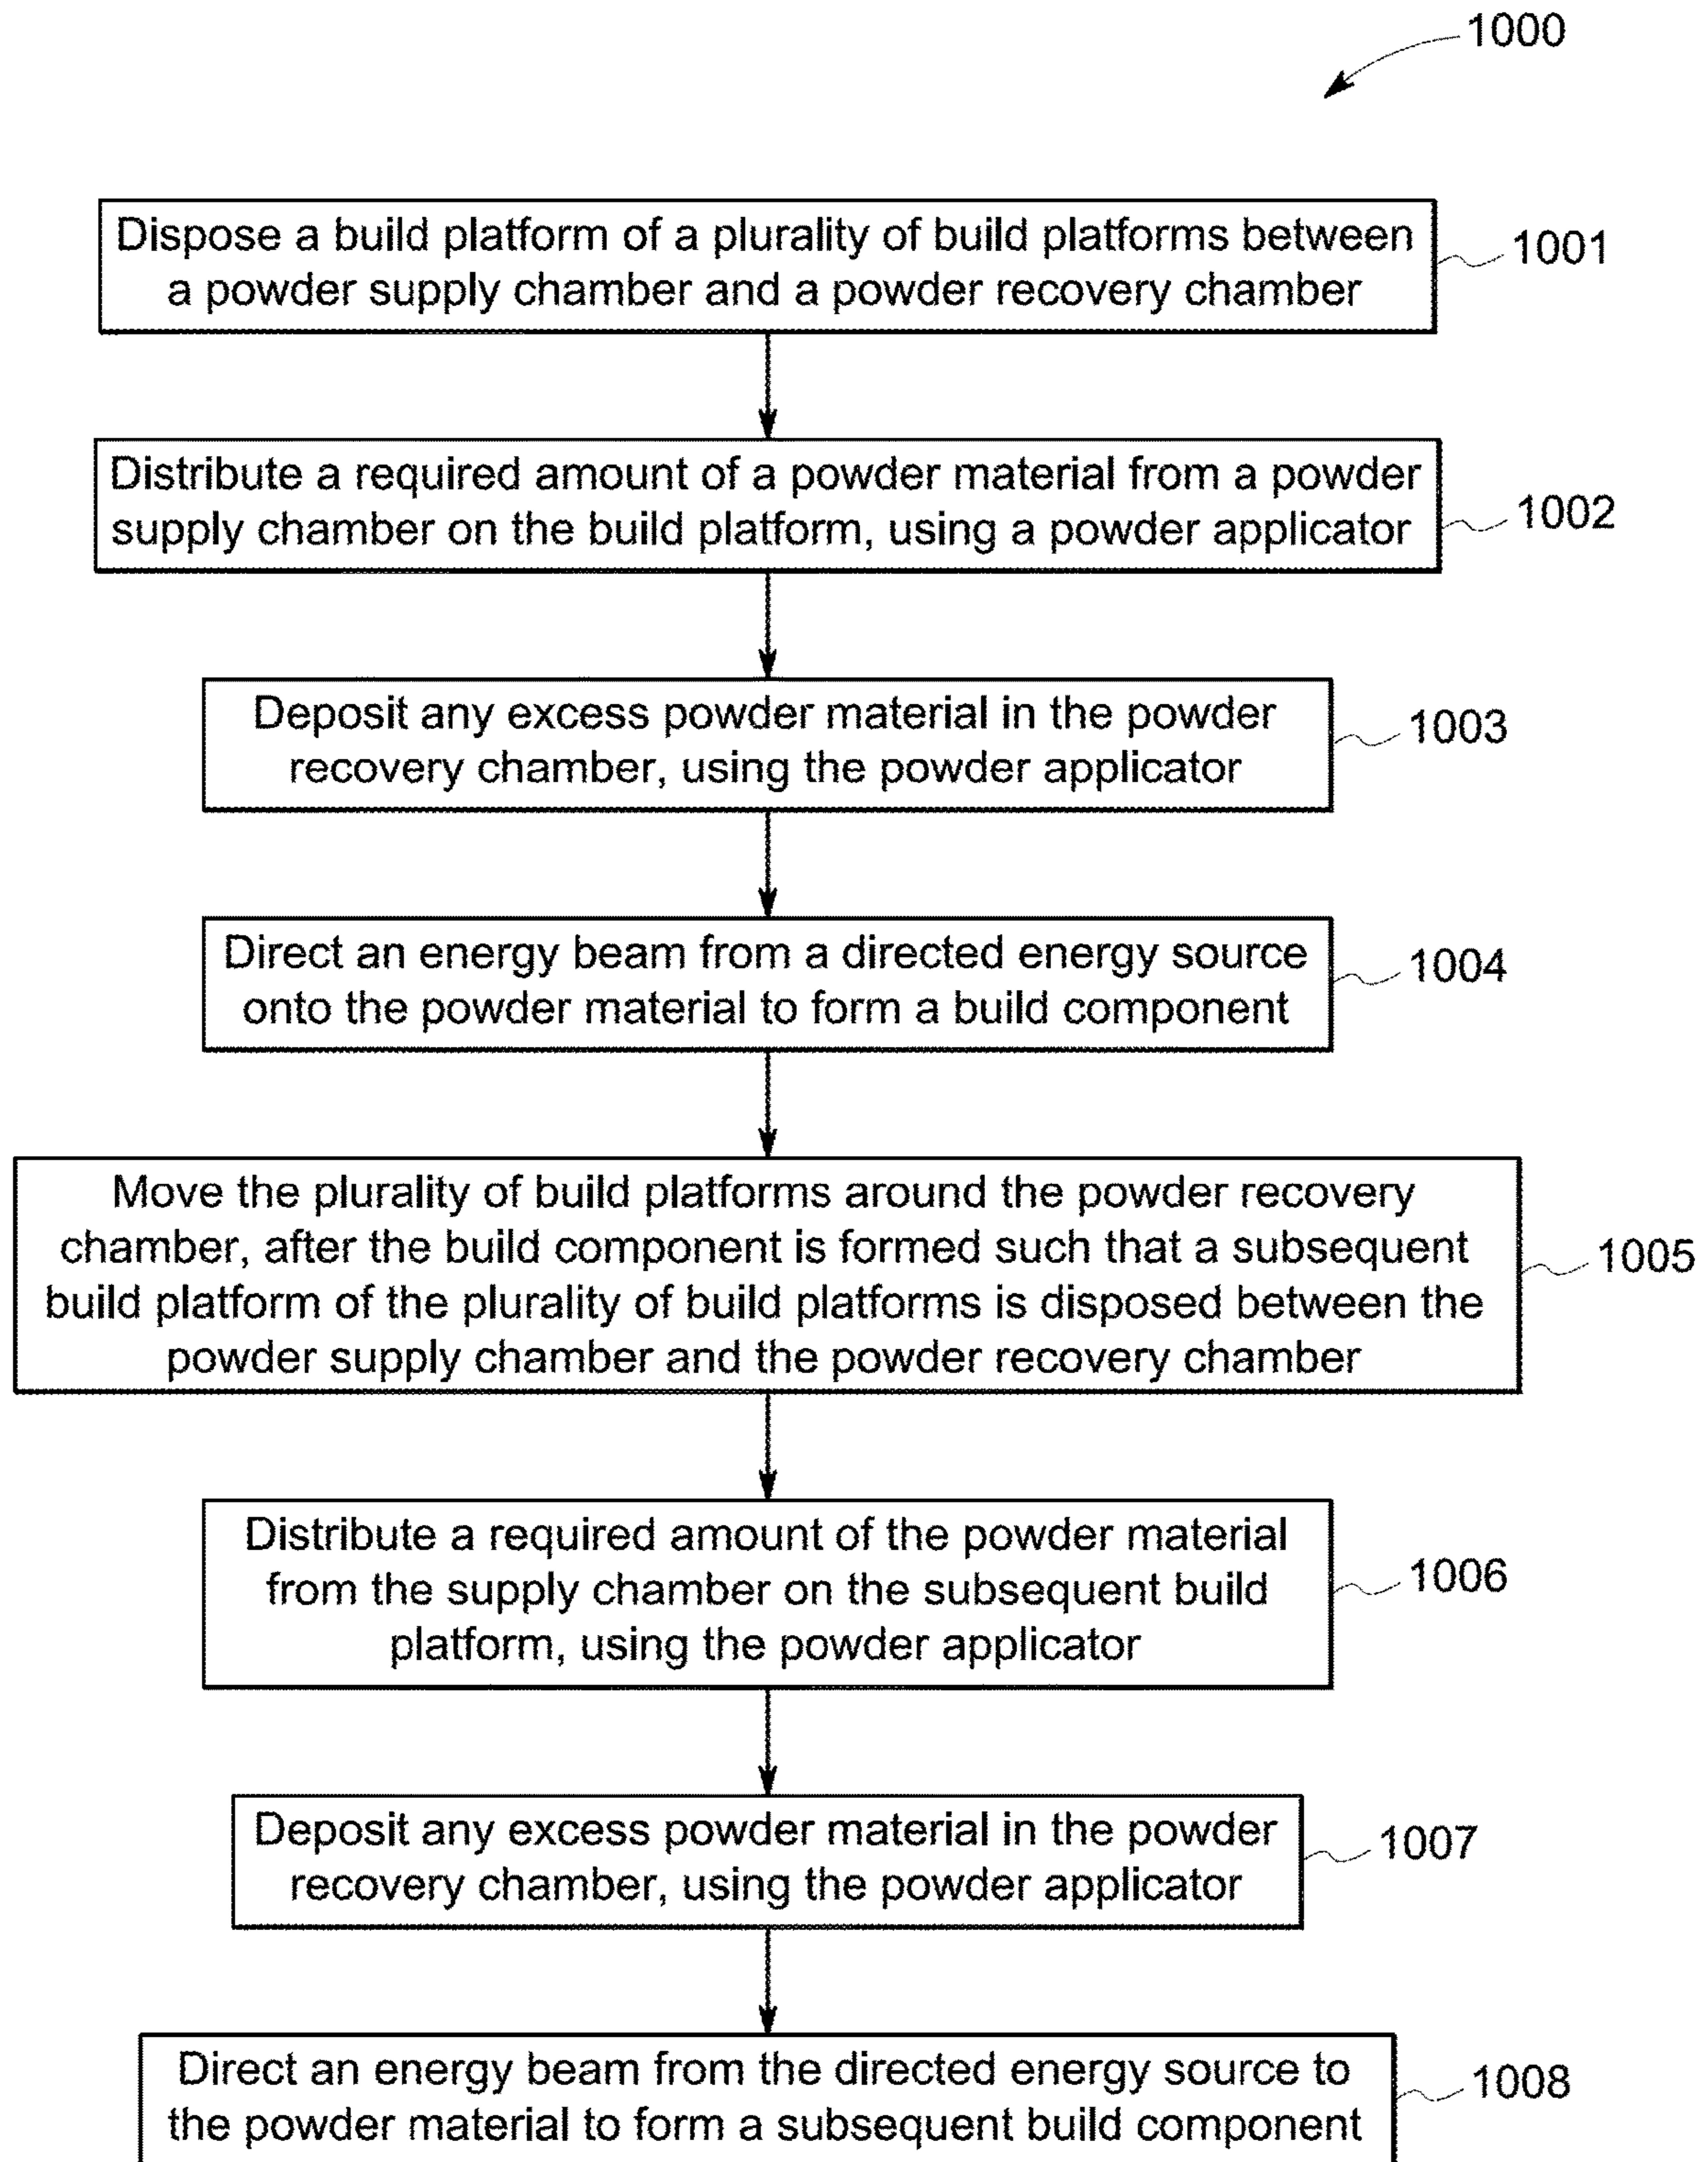 1000
Dispose a build platform of a plurality of build platforms between
a powder supply chamber and a powder recovery chamber
1001
Distribute a required amount of a powder material from a powder
supply chamber on the build platform, using a powder applicator
1002
Deposit any excess powder material in the powder
recovery chamber, using the powder applicator
1003
Direct an energy beam from a directed energy source
onto the powder material to form a build component
1004
Move the plurality of build platforms around the powder recovery
chamber, after the build component is formed such that a subsequent
build platform of the plurality of build platforms is disposed between the
powder supply chamber and the powder recovery chamber
1005
Distribute a required amount of the powder material
from the supply chamber on the subsequent build
platform, using the powder applicator
1006
Deposit any excess powder material in the powder
recovery chamber, using the powder applicator
1007
Direct an energy beam from the directed energy source to
the powder material to form a subsequent build component
1008